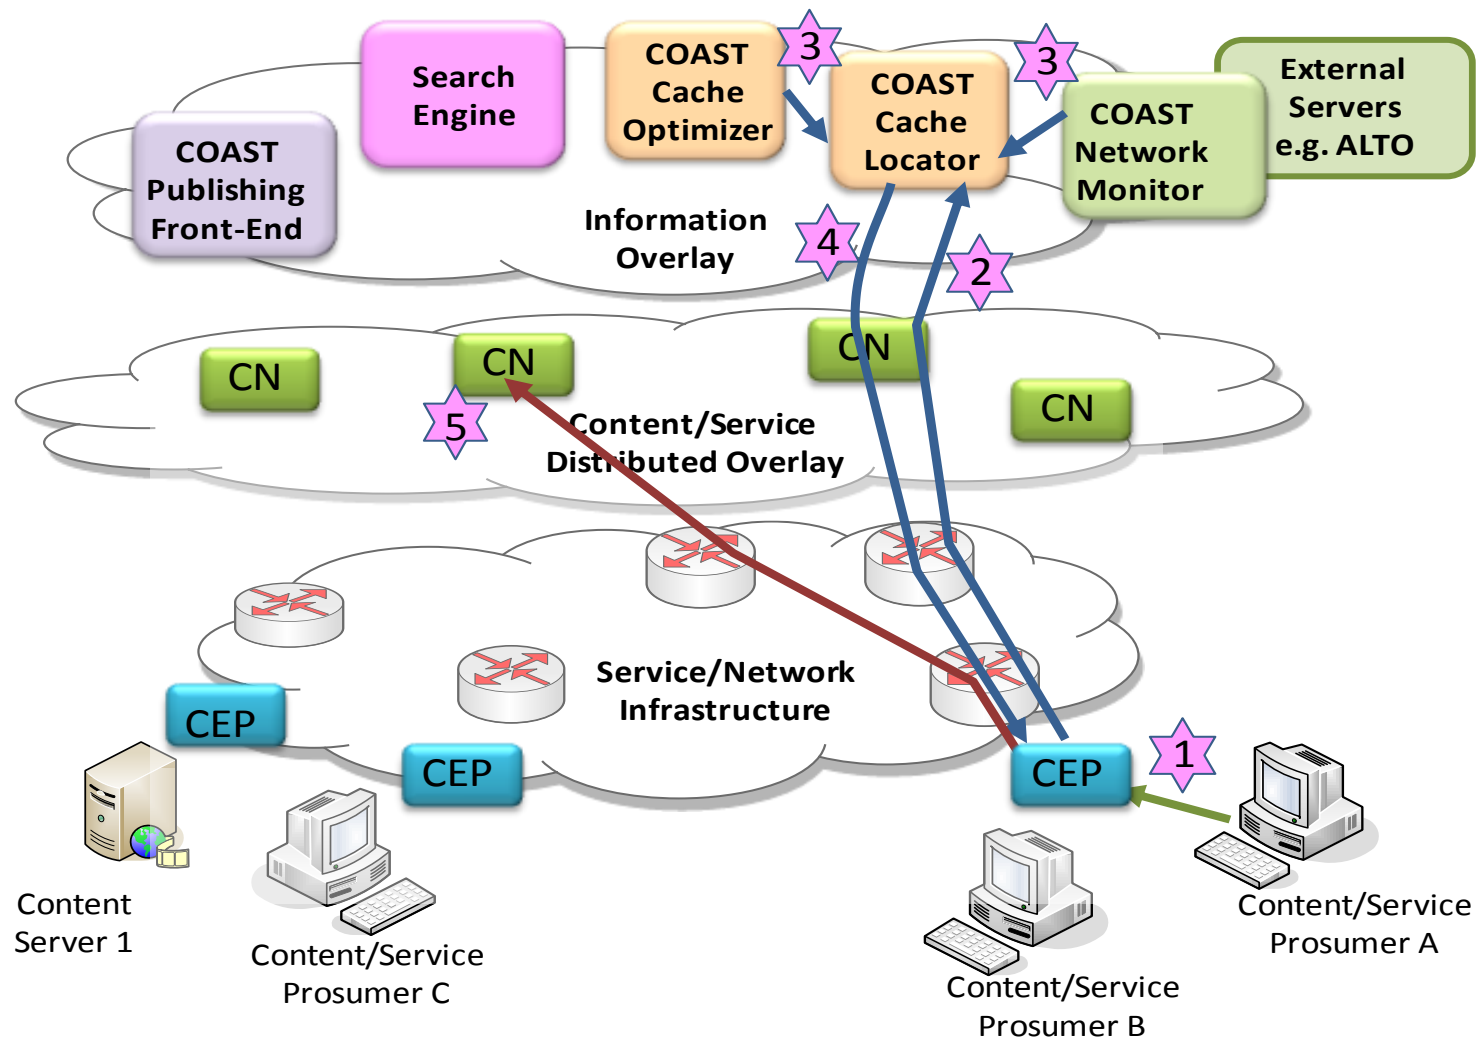 COAST
Publishing
Front-End
Search
Engine
COAST
Cache
Optimizer
3
COAST
Cache
Locator
3
COAST
Network
Monitor
External
Servers
e.g. ALTO
Information
Overlay
4
2
CN
CN
CN
CN
5
Content/Service
Distributed Overlay
Service/Network
Infrastructure
CEP
CEP
CEP
1
Content
Server 1
Content/Service
Prosumer C
Content/Service
Prosumer B
Content/Service
Prosumer A